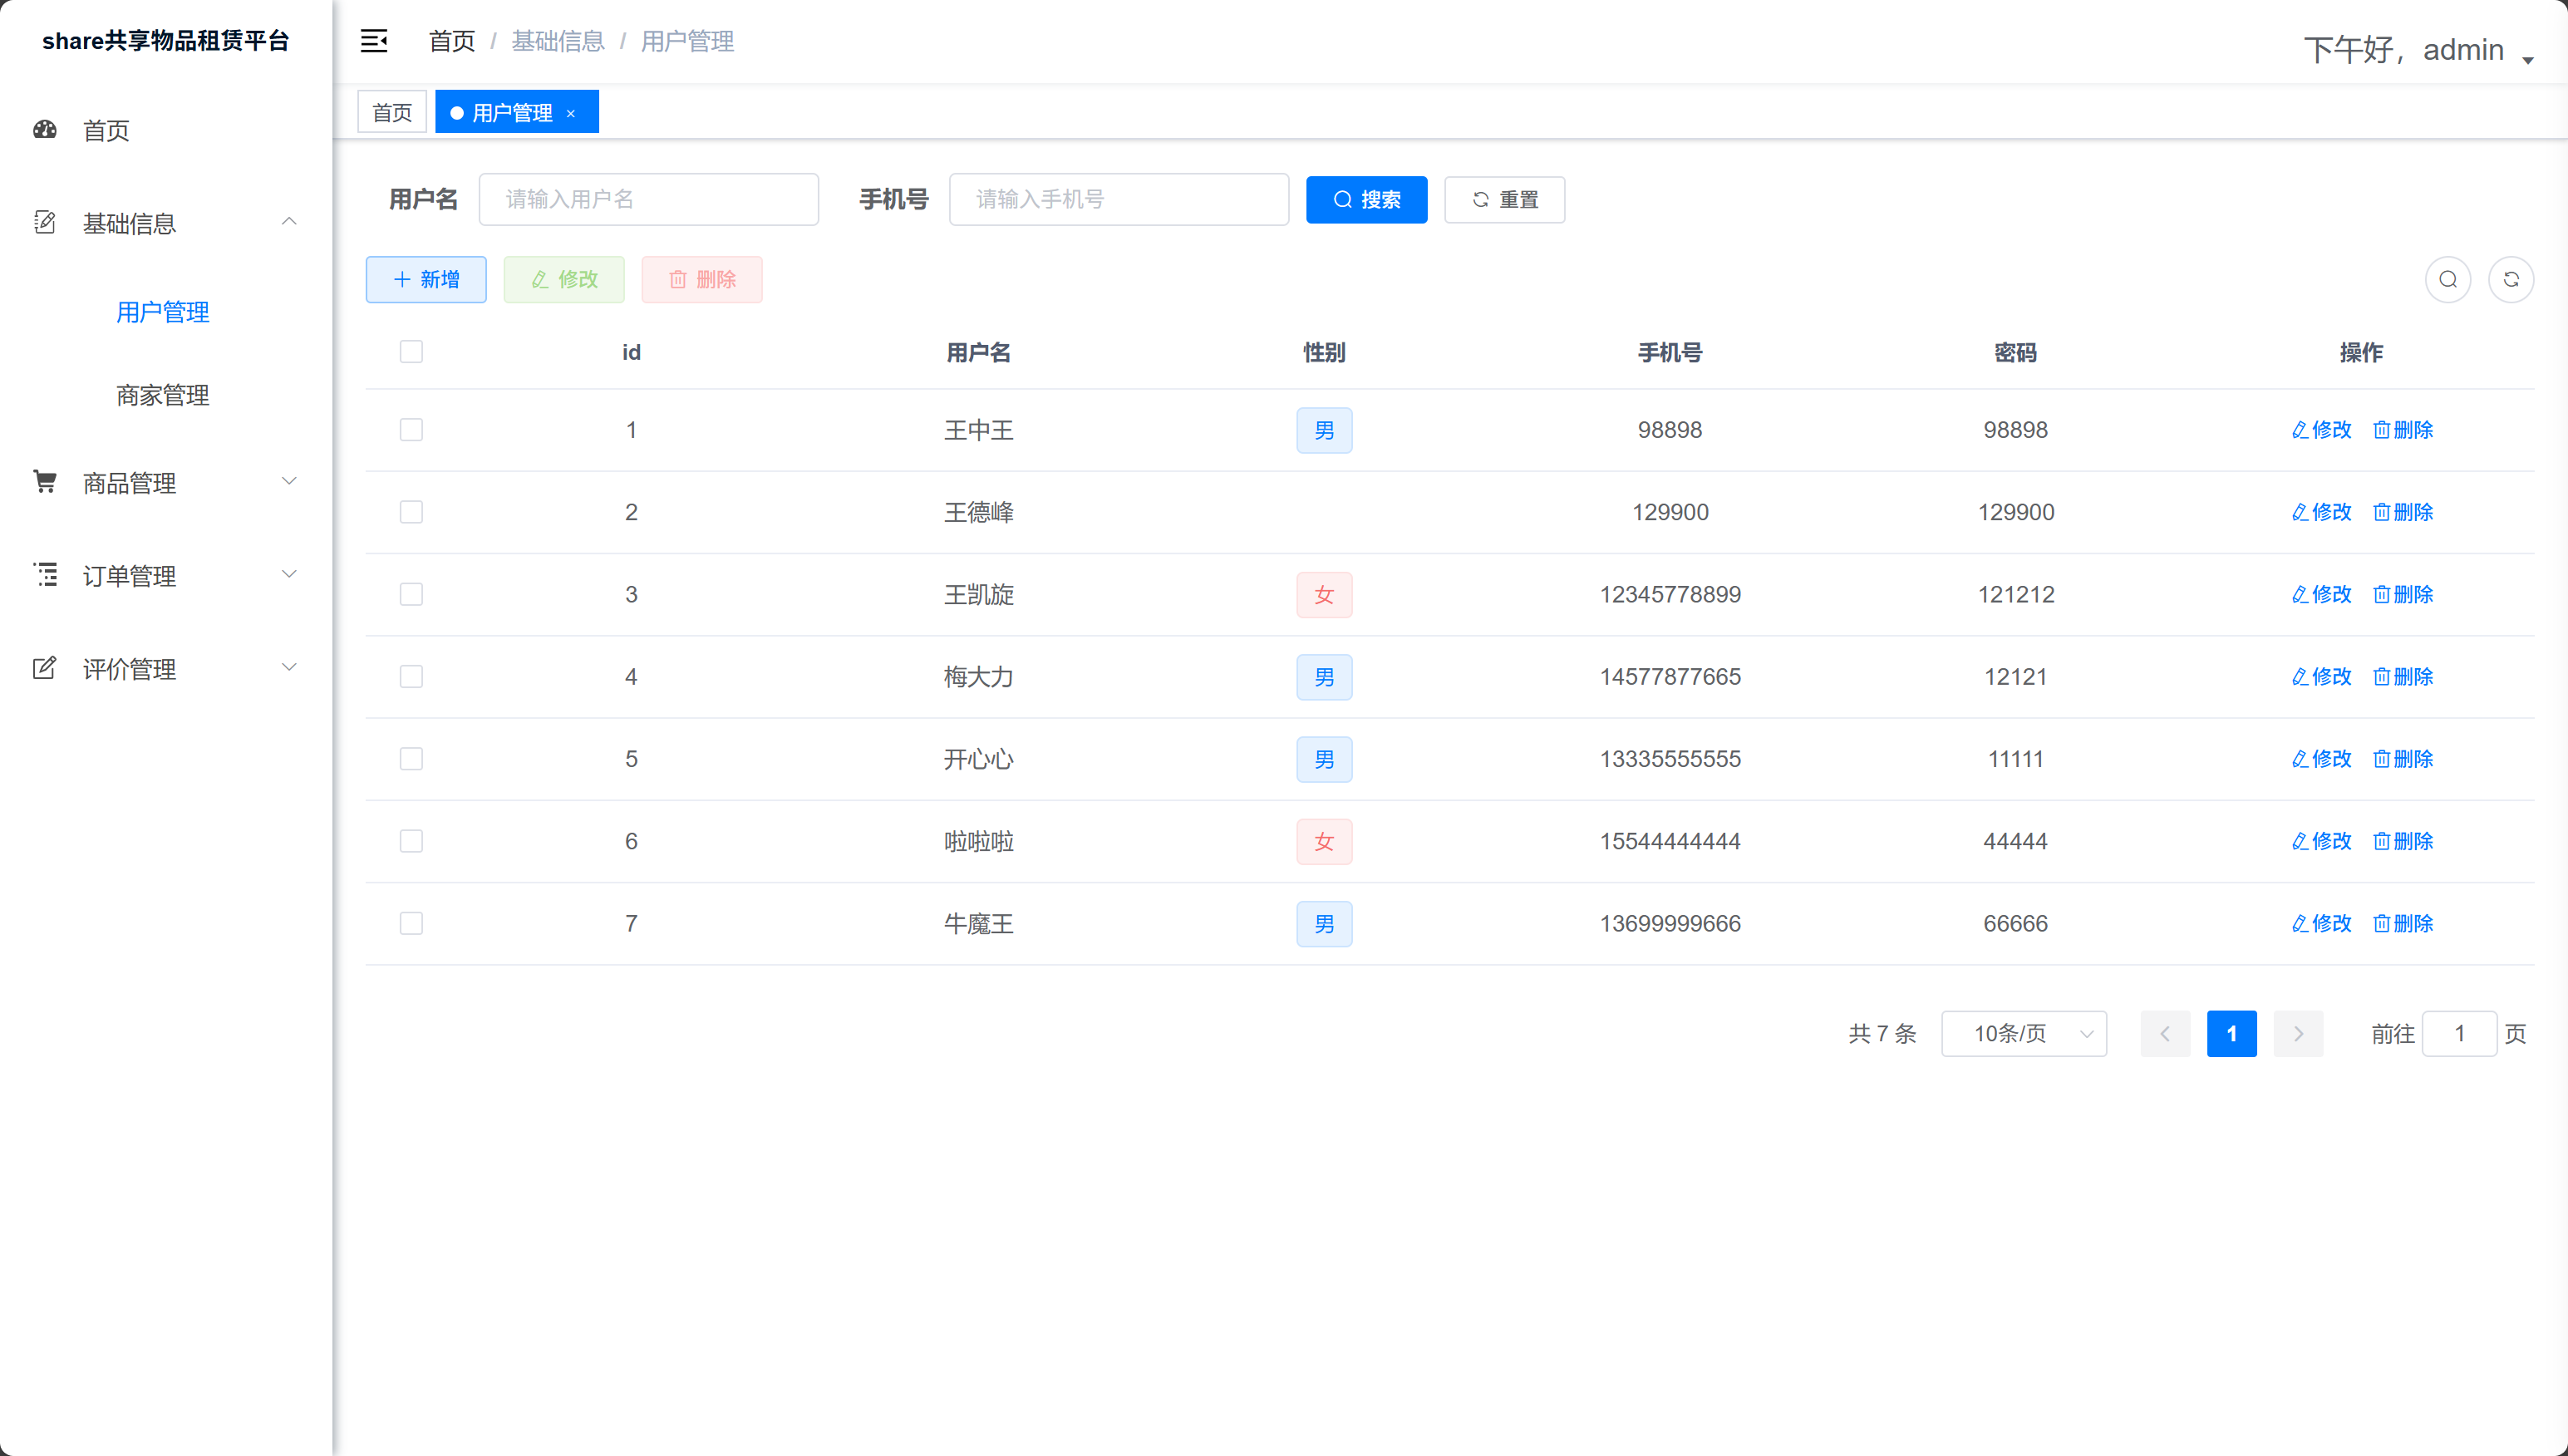 share共享物品租赁平台
首页
基础信息
用户管理
商家管理
商品管理
订单管理
评价管理
首页 / 基础信息 / 用户管理
下午好，admin
首页 用户管理 ×
用户名 请输入用户名 手机号 请输入手机号 搜索 重置
新增 修改 删除
id 用户名 性别 手机号 密码 操作
1 王中王 男 98898 98898 修改 删除
2 王德峰 129900 129900 修改 删除
3 王凯旋 女 12345778899 121212 修改 删除
4 梅大力 男 14577877665 12121 修改 删除
5 开心心 男 13335555555 11111 修改 删除
6 啦啦啦 女 15544444444 44444 修改 删除
7 牛魔王 男 13699999666 66666 修改 删除
共 7 条 10条/页 1 前往 1 页